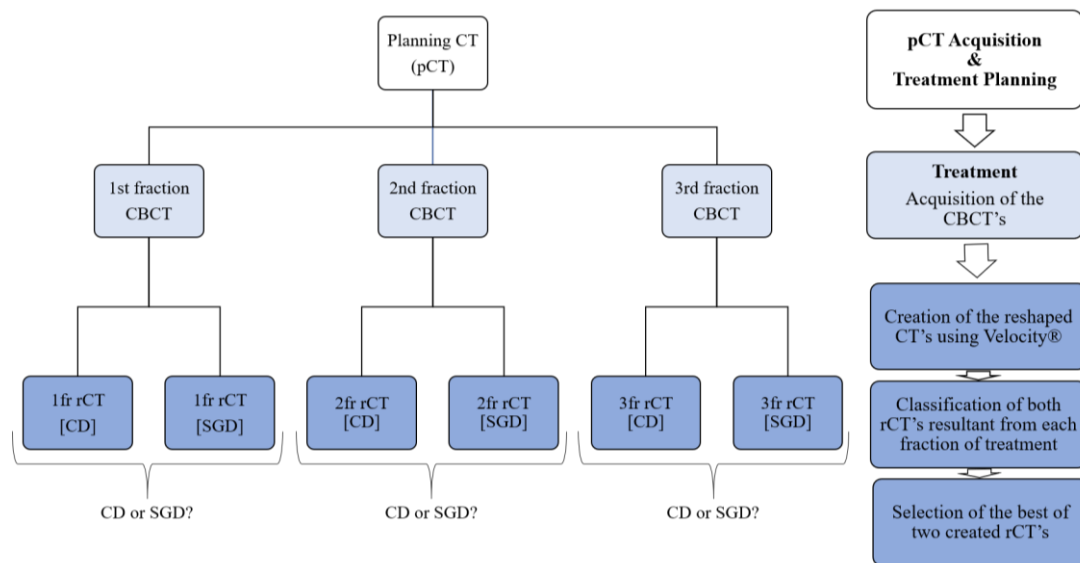 Planning CT
(pCT)
1st fraction
CBCT
2nd fraction
CBCT
3rd fraction
CBCT
1fr rCT
[CD]
1fr rCT
[SGD]
2fr rCT
[CD]
2fr rCT
[SGD]
3fr rCT
[CD]
3fr rCT
[SGD]
CD or SGD?
CD or SGD?
CD or SGD?
pCT Acquisition
&
Treatment Planning
Treatment
Acquisition of the
CBCT’s
Creation of the reshaped
CT’s using Velocity®
Classification of both
rCT’s resultant from each
fraction of treatment
Selection of the best of
two created rCT’s